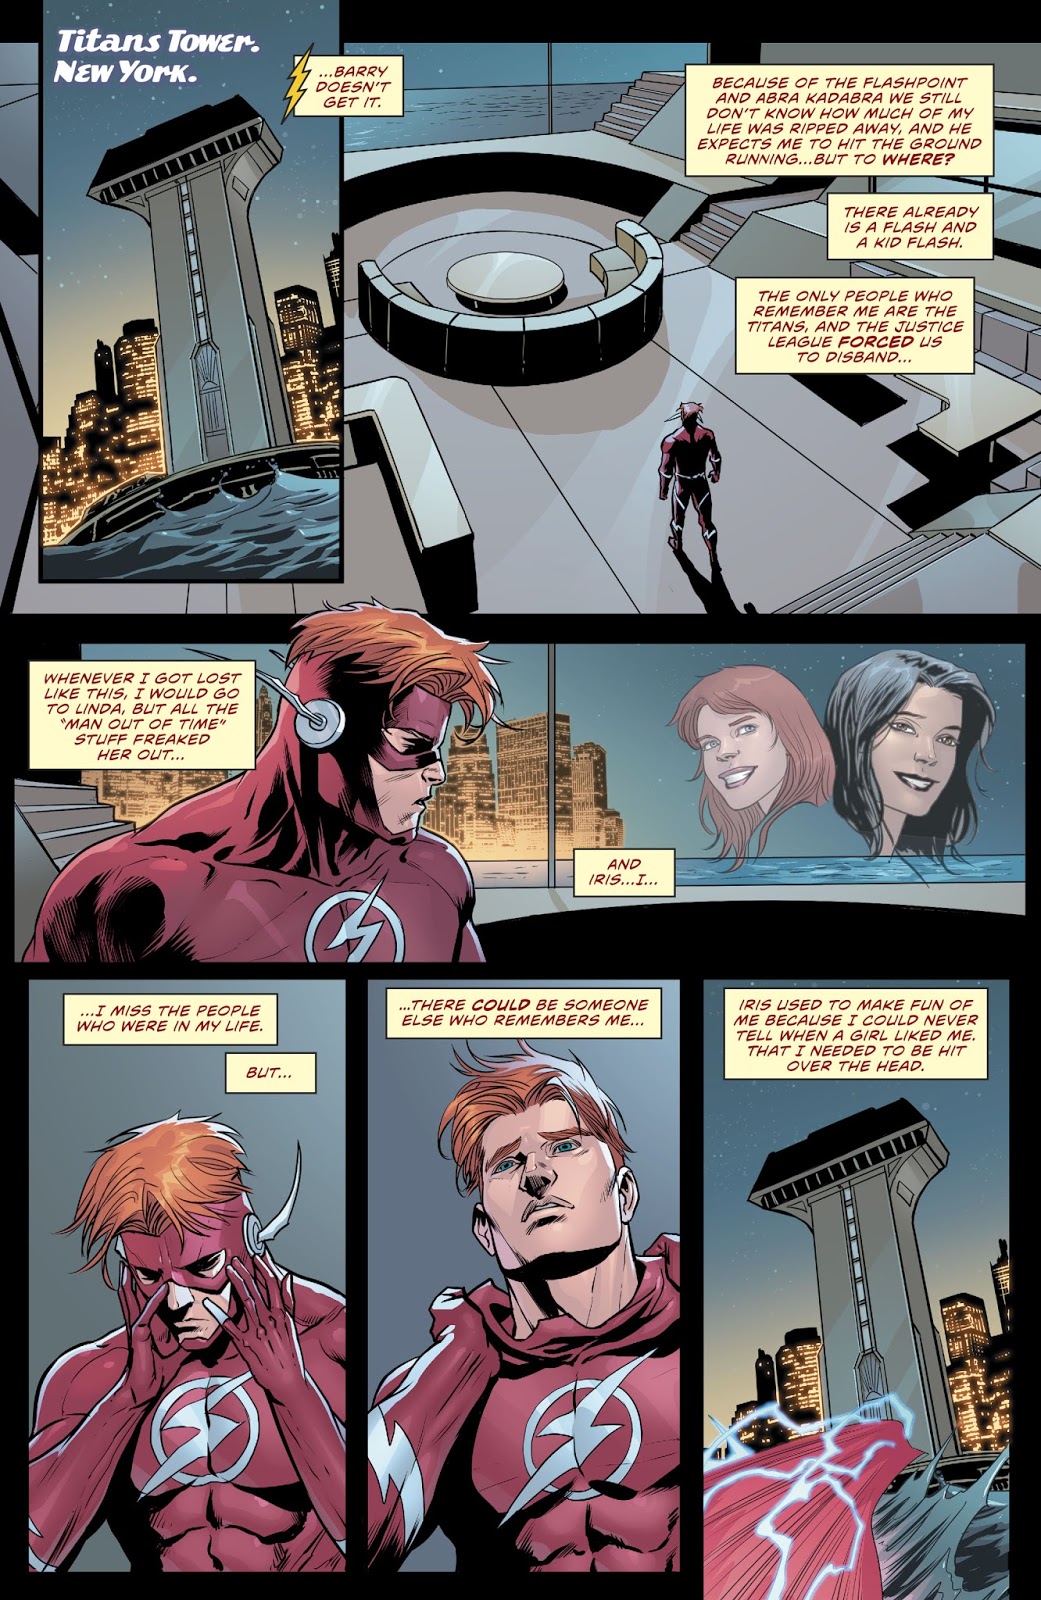 Titans Tower.
New York.
...BARRY
DOESN'T
GET IT.
BECAUSE OF THE FLASHPOINT
AND ABRA KADABRA WE STILL
DON'T KNOW HOW MUCH OF MY
LIFE WAS RIPPED AWAY, AND HE
EXPECTS ME TO HIT THE GROUND
RUNNING...BUT TO WHERE?
THERE ALREADY
IS A FLASH AND
A KID FLASH.
THE ONLY PEOPLE WHO
REMEMBER ME ARE THE
TITANS, AND THE JUSTICE
LEAGUE FORCED US
TO DISBAND...
WHENEVER I GOT LOST
LIKE THIS, I WOULD GO
TO LINDA, BUT ALL THE
"MAN OUT OF TIME"
STUFF FREAKED
HER OUT...
AND
IRIS...I...
...I MISS THE PEOPLE
WHO WERE IN MY LIFE.
BUT...
...THERE COULD BE SOMEONE
ELSE WHO REMEMBERS ME...
IRIS USED TO MAKE FUN OF
ME BECAUSE I COULD NEVER
TELL WHEN A GIRL LIKED ME.
THAT I NEEDED TO BE HIT
OVER THE HEAD.